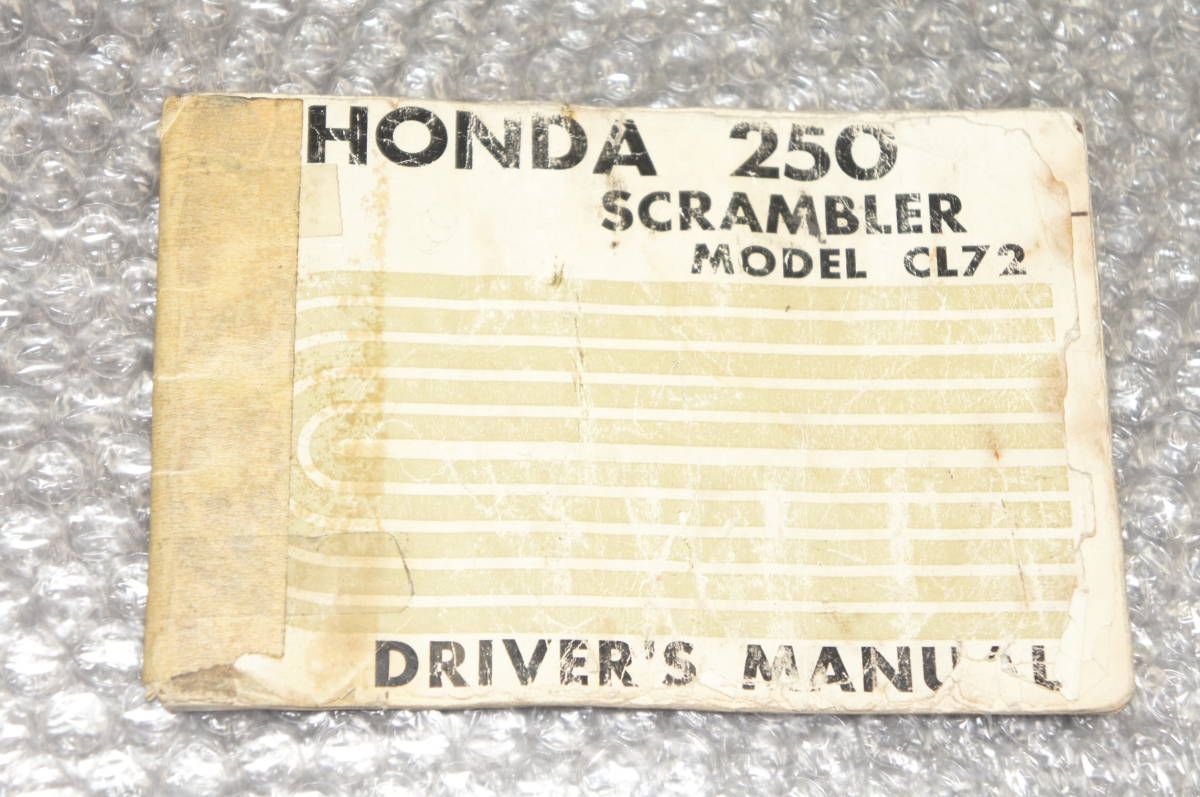 HONDA 250
SCRAMBLER
MODEL CL72
DRIVER'S MANUAL